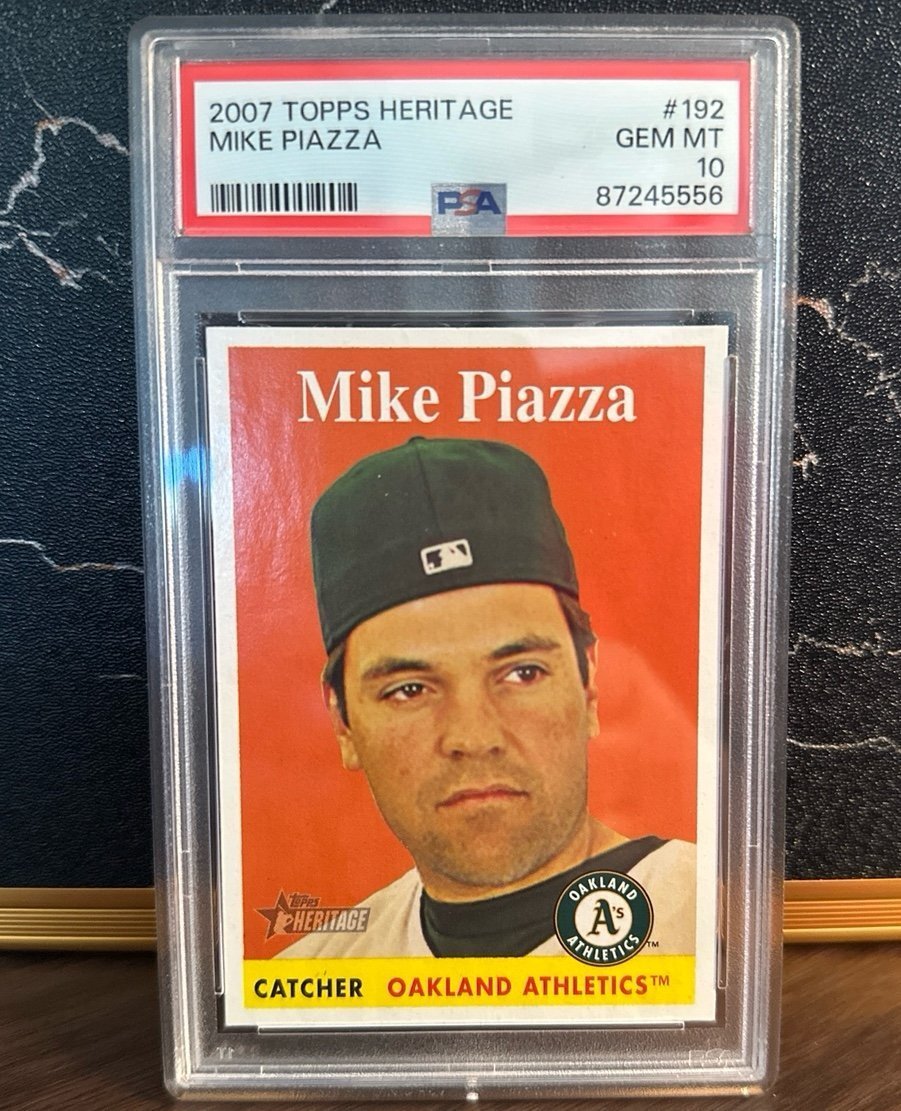 2007 TOPPS HERITAGE #192
MIKE PIAZZA GEM MT
10
87245556
PSA
Mike Piazza
Topps
HERITAGE
OAKLAND
A's
ATHLETICS TM
CATCHER OAKLAND ATHLETICS™